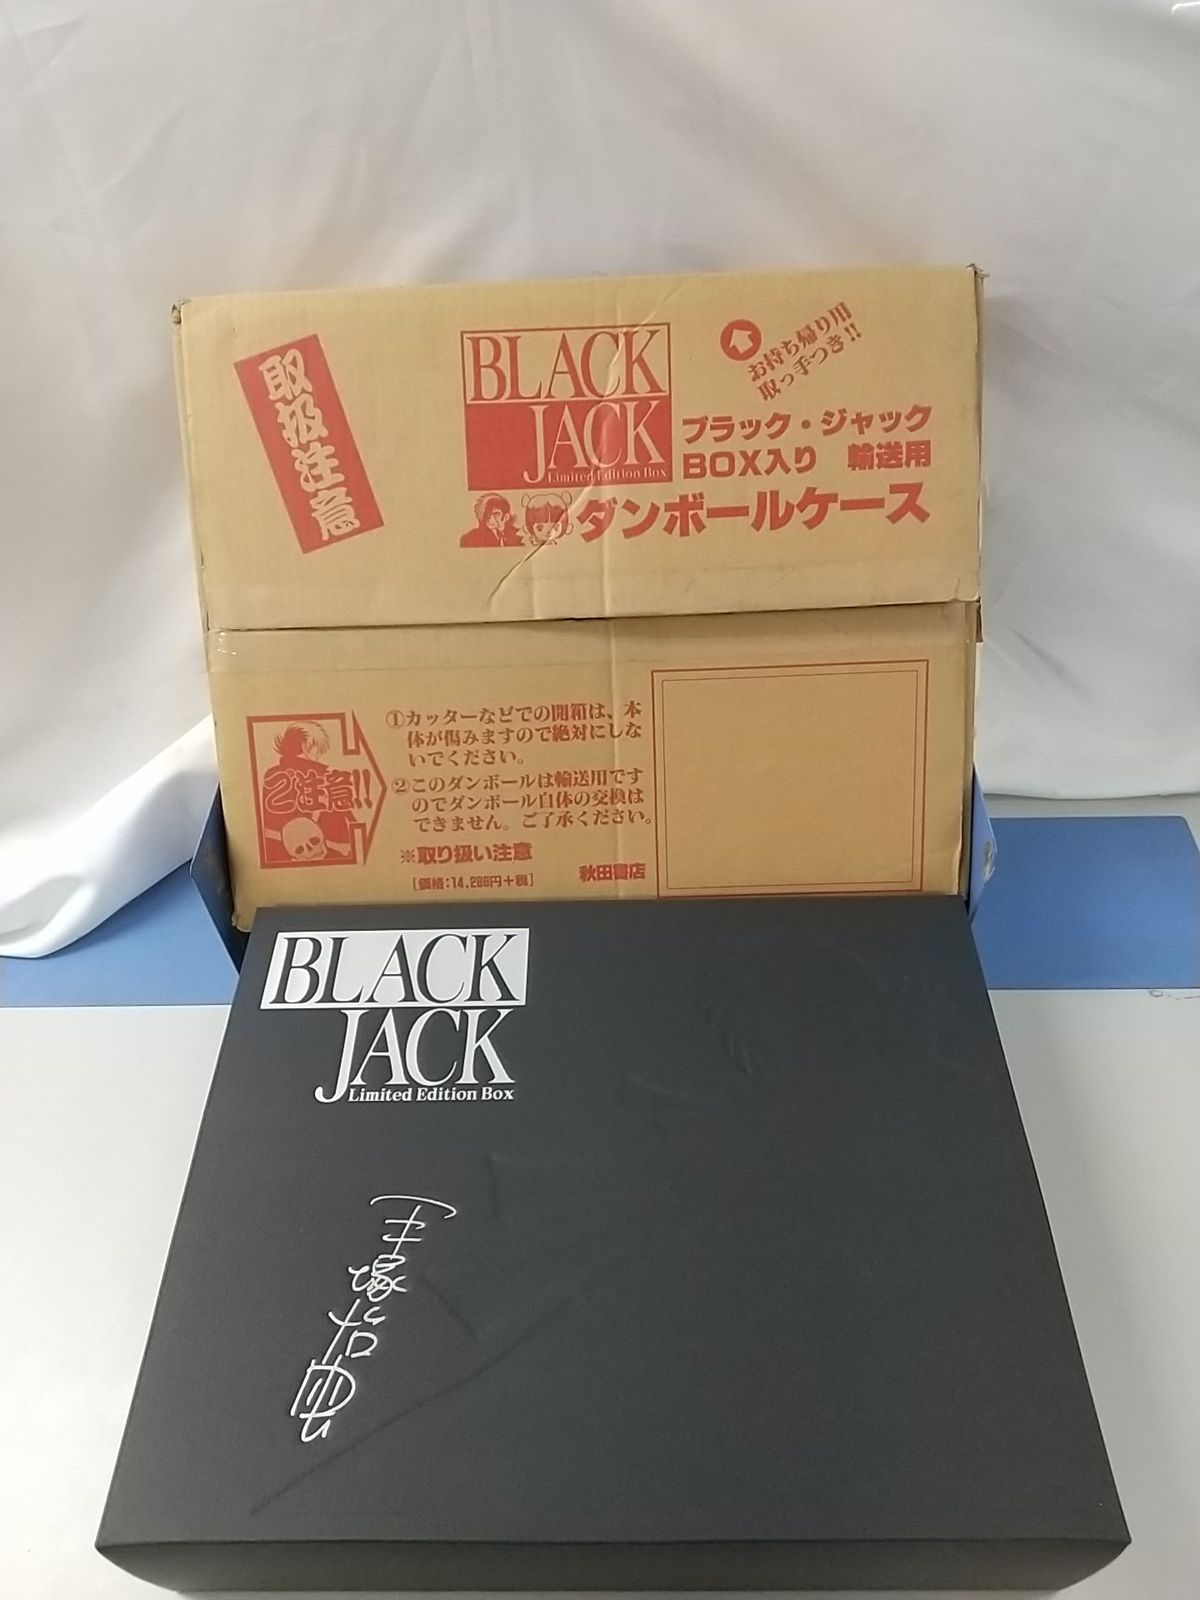 取扱注意
BLACK
JACK
Limited Edition Box
お持ち帰り用
取っ手つき!!
ブラック・ジャック
BOX入り 輸送用
ダンボールケース
ご注意!!
①カッターなどでの開箱は、本
体が傷みますので絶対にしな
いでください。
②このダンボールは輸送用です
のでダンボール自体の交換は
できません。ご了承ください。
※取り扱い注意
[価格:14,286円+税]
秋田書店
BLACK
JACK
Limited Edition Box
手塚治虫